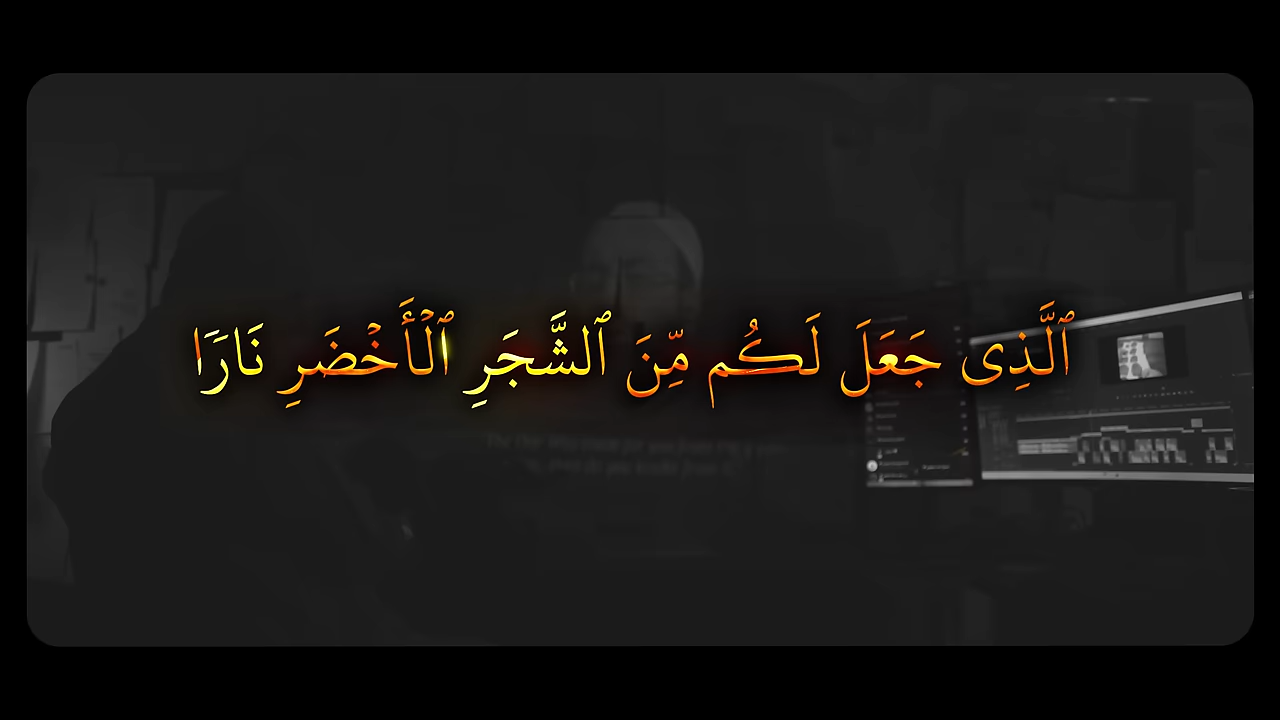 ٱلَّذِى جَعَلَ لَكُم مِّنَ ٱلشَّجَرِ ٱلْأَخْضَرِ نَارًا